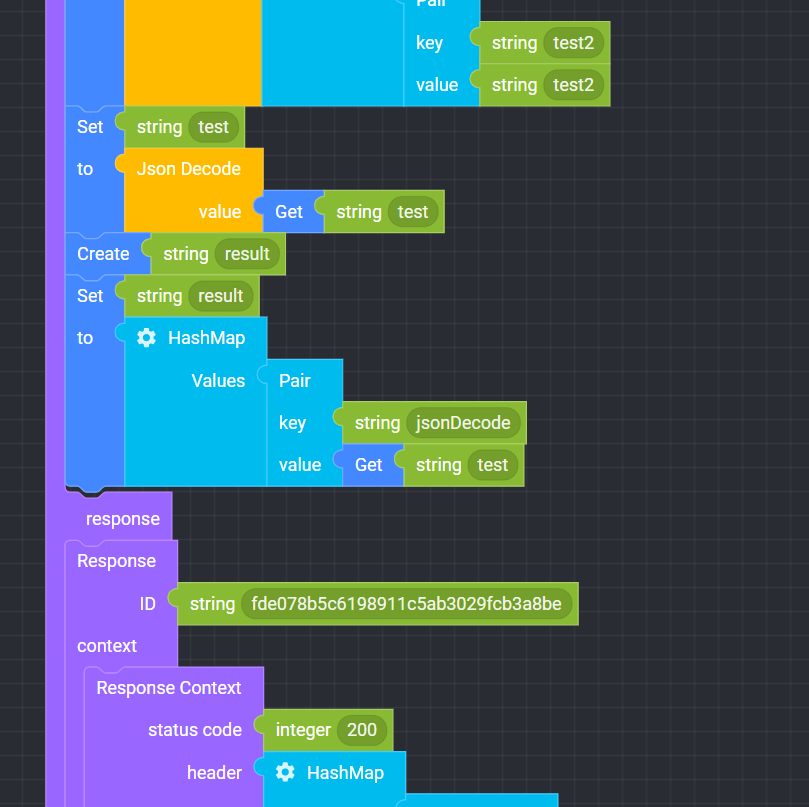 Pair
key string test2
value string test2
Set string test
to Json Decode
value Get string test
Create string result
Set string result
to HashMap
Values Pair
key string jsonDecode
value Get string test
response
Response
ID string fde078b5c6198911c5ab3029fcb3a8be
context
Response Context
status code integer 200
header HashMap